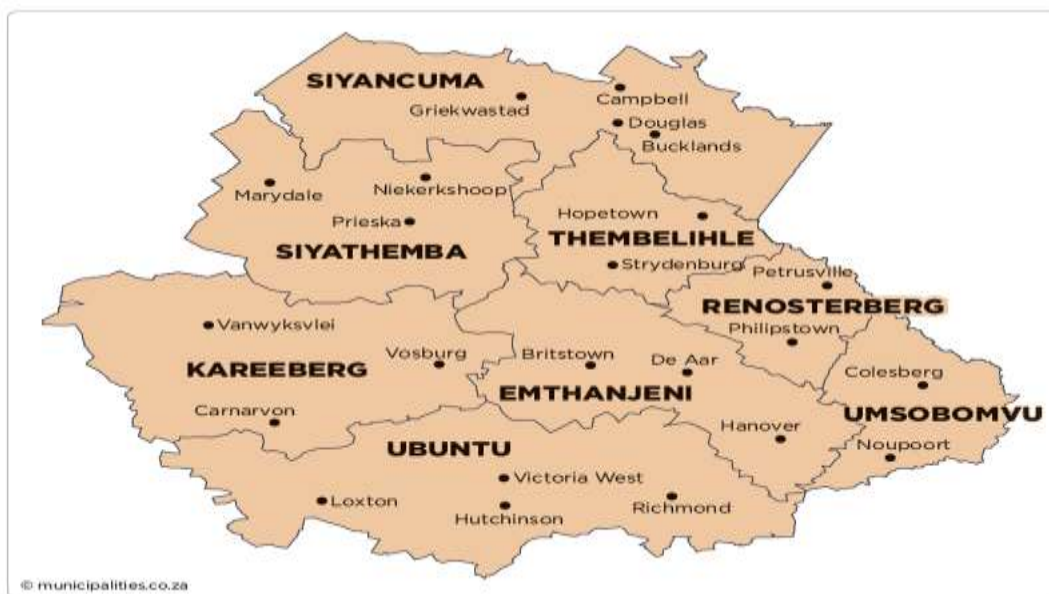 SIYANCUMA
Griekwastad
Campbell
Douglas
Bucklands
Marydale
Niekerkshoop
Prieska
SIYATHEMBA
Hopetown
THEMBELIHLE
Strydenburg
Petrusville
RENOSTERBERG
Philipstown
Vanwyksvlei
Vosburg
KAREEBERG
Carnarvon
Britstown
De Aar
EMTHANJENI
Hanover
Colesberg
UMSOBOMVU
Noupoort
UBUNTU
Victoria West
Loxton
Hutchinson
Richmond
© municipalities.co.za